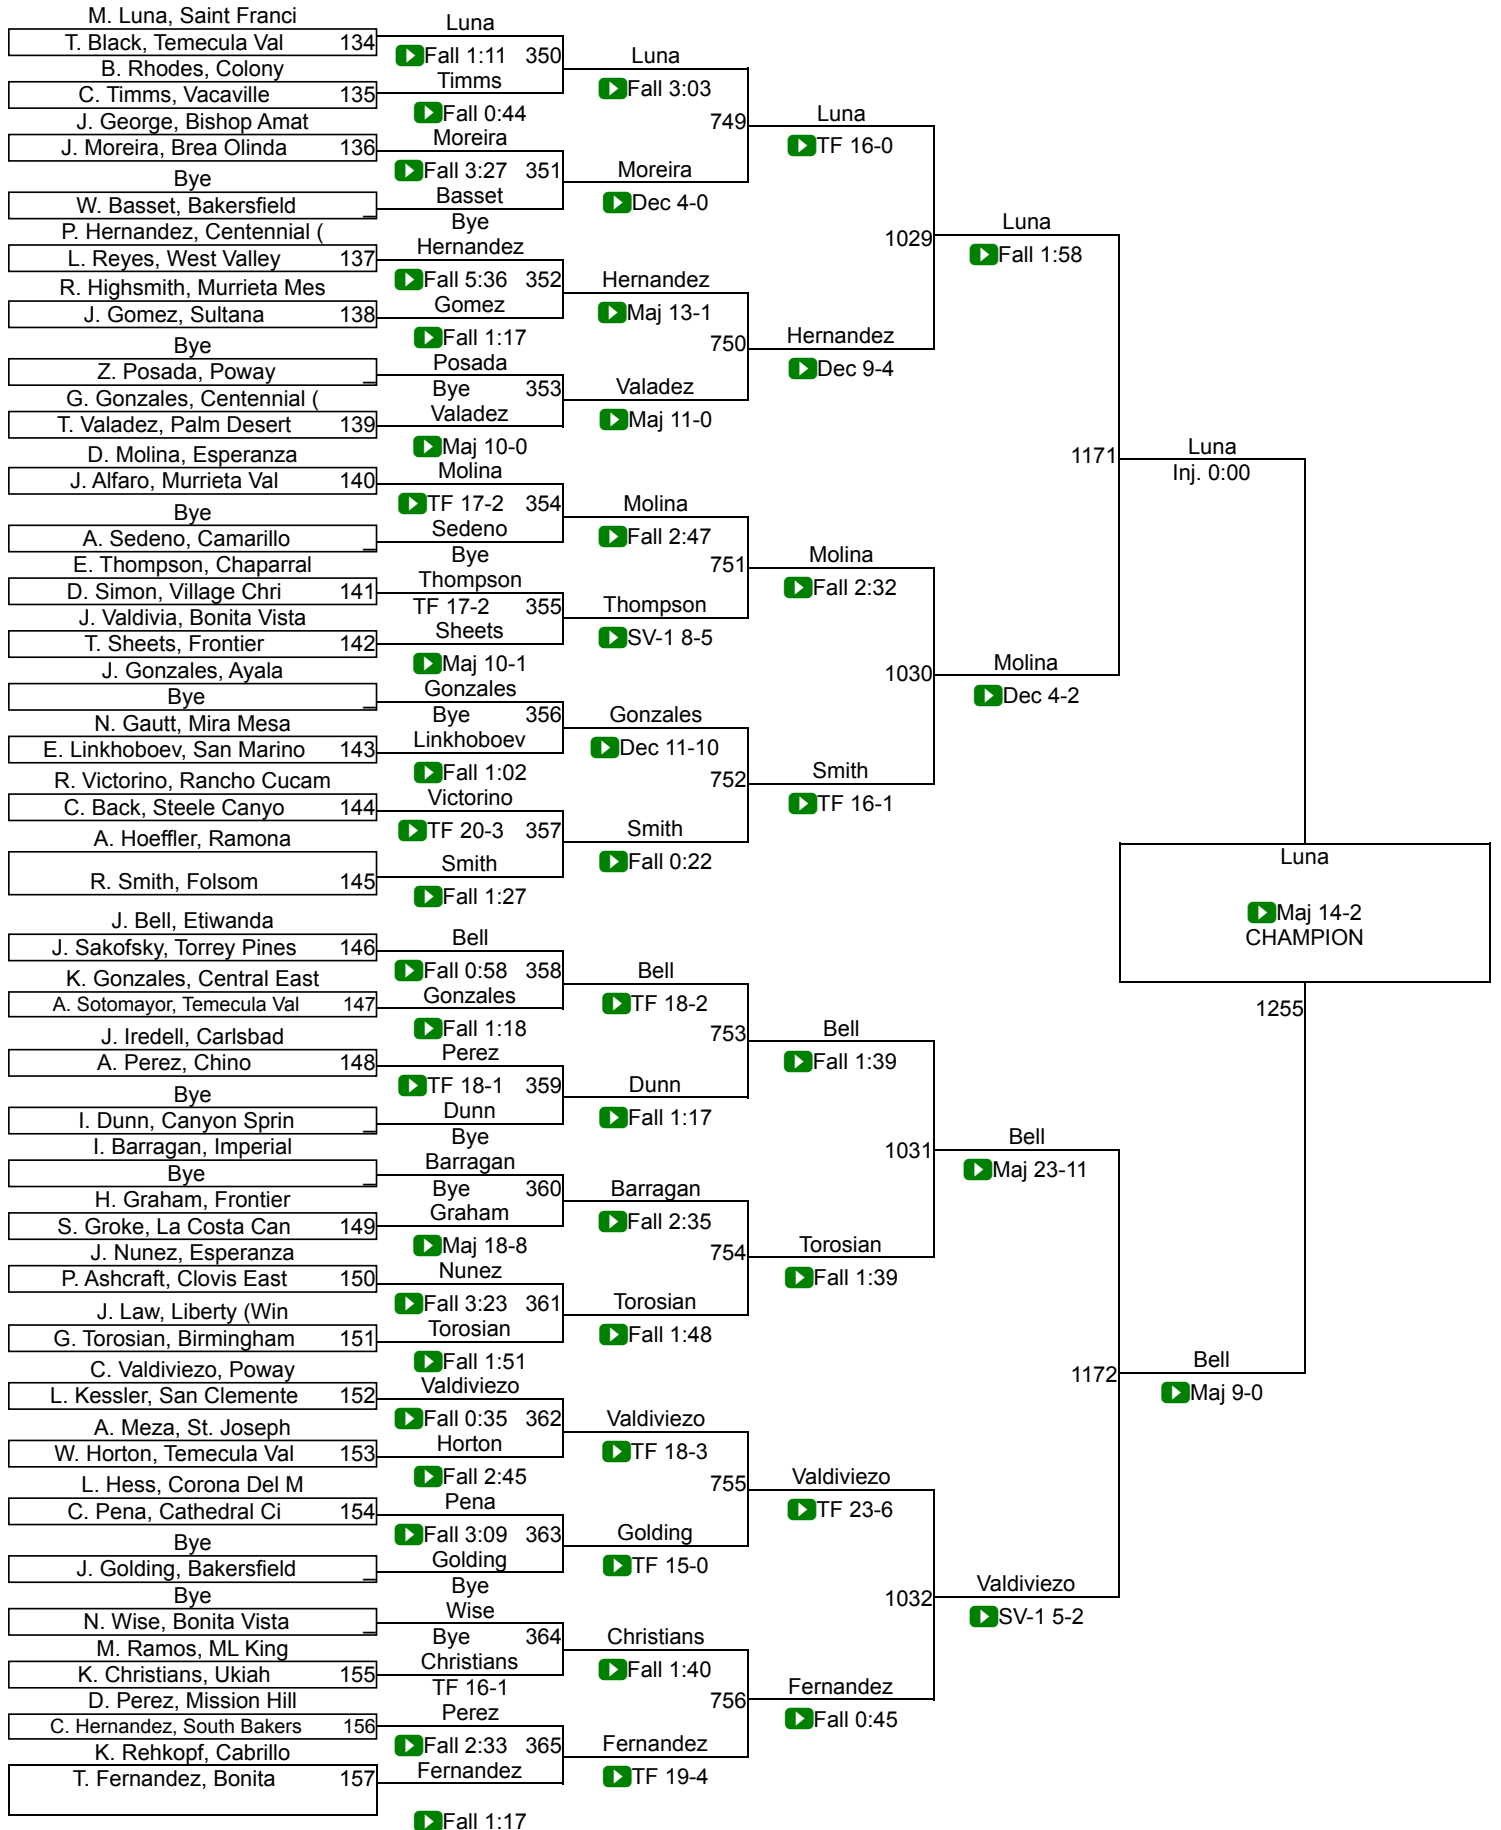 M. Luna, Saint Franci
T. Black, Temecula Val 134
B. Rhodes, Colony
C. Timms, Vacaville 135
J. George, Bishop Amat
J. Moreira, Brea Olinda 136
Bye
W. Basset, Bakersfield _
P. Hernandez, Centennial (
L. Reyes, West Valley 137
R. Highsmith, Murrieta Mes
J. Gomez, Sultana 138
Bye
Z. Posada, Poway _
G. Gonzales, Centennial (
T. Valadez, Palm Desert 139
D. Molina, Esperanza
J. Alfaro, Murrieta Val 140
Bye
A. Sedeno, Camarillo _
E. Thompson, Chaparral
D. Simon, Village Chri 141
J. Valdivia, Bonita Vista
T. Sheets, Frontier 142
J. Gonzales, Ayala
Bye _
N. Gautt, Mira Mesa
E. Linkhoboev, San Marino 143
R. Victorino, Rancho Cucam
C. Back, Steele Canyo 144
A. Hoeffler, Ramona
R. Smith, Folsom 145
J. Bell, Etiwanda
J. Sakofsky, Torrey Pines 146
K. Gonzales, Central East
A. Sotomayor, Temecula Val 147
J. Iredell, Carlsbad
A. Perez, Chino 148
Bye
I. Dunn, Canyon Sprin _
I. Barragan, Imperial
Bye _
H. Graham, Frontier
S. Groke, La Costa Can 149
J. Nunez, Esperanza
P. Ashcraft, Clovis East 150
J. Law, Liberty (Win
G. Torosian, Birmingham 151
C. Valdiviezo, Poway
L. Kessler, San Clemente 152
A. Meza, St. Joseph
W. Horton, Temecula Val 153
L. Hess, Corona Del M
C. Pena, Cathedral Ci 154
Bye
J. Golding, Bakersfield _
Bye
N. Wise, Bonita Vista _
M. Ramos, ML King
K. Christians, Ukiah 155
D. Perez, Mission Hill
C. Hernandez, South Bakers 156
K. Rehkopf, Cabrillo
T. Fernandez, Bonita 157
Luna
Fall 1:11 350
Timms
Fall 0:44
Moreira
Fall 3:27 351
Basset
Bye
Hernandez
Fall 5:36 352
Gomez
Fall 1:17
Posada
Bye 353
Valadez
Maj 10-0
Molina
TF 17-2 354
Sedeno
Bye
Thompson
TF 17-2 355
Sheets
Maj 10-1
Gonzales
Bye 356
Linkhoboev
Fall 1:02
Victorino
TF 20-3 357
Smith
Fall 1:27
Bell
Fall 0:58 358
Gonzales
Fall 1:18
Perez
TF 18-1 359
Dunn
Bye
Barragan
Bye 360
Graham
Maj 18-8
Nunez
Fall 3:23 361
Torosian
Fall 1:51
Valdiviezo
Fall 0:35 362
Horton
Fall 2:45
Pena
Fall 3:09 363
Golding
Bye
Wise
Bye 364
Christians
TF 16-1
Perez
Fall 2:33 365
Fernandez
Fall 1:17
Luna
Fall 3:03
749
Moreira
Dec 4-0
Hernandez
Maj 13-1
750
Valadez
Maj 11-0
Molina
Fall 2:47
751
Thompson
SV-1 8-5
Gonzales
Dec 11-10
752
Smith
Fall 0:22
Bell
TF 18-2
753
Dunn
Fall 1:17
Barragan
Fall 2:35
754
Torosian
Fall 1:48
Valdiviezo
TF 18-3
755
Golding
TF 15-0
Christians
Fall 1:40
756
Fernandez
TF 19-4
Luna
TF 16-0
1029
Hernandez
Dec 9-4
Molina
Fall 2:32
1030
Smith
TF 16-1
Bell
Fall 1:39
1031
Torosian
Fall 1:39
Valdiviezo
TF 23-6
1032
Fernandez
Fall 0:45
Luna
Fall 1:58
1171
Molina
Dec 4-2
Bell
Maj 23-11
1172
Valdiviezo
SV-1 5-2
Luna
Inj. 0:00
Luna
Maj 14-2
CHAMPION
1255
Bell
Maj 9-0